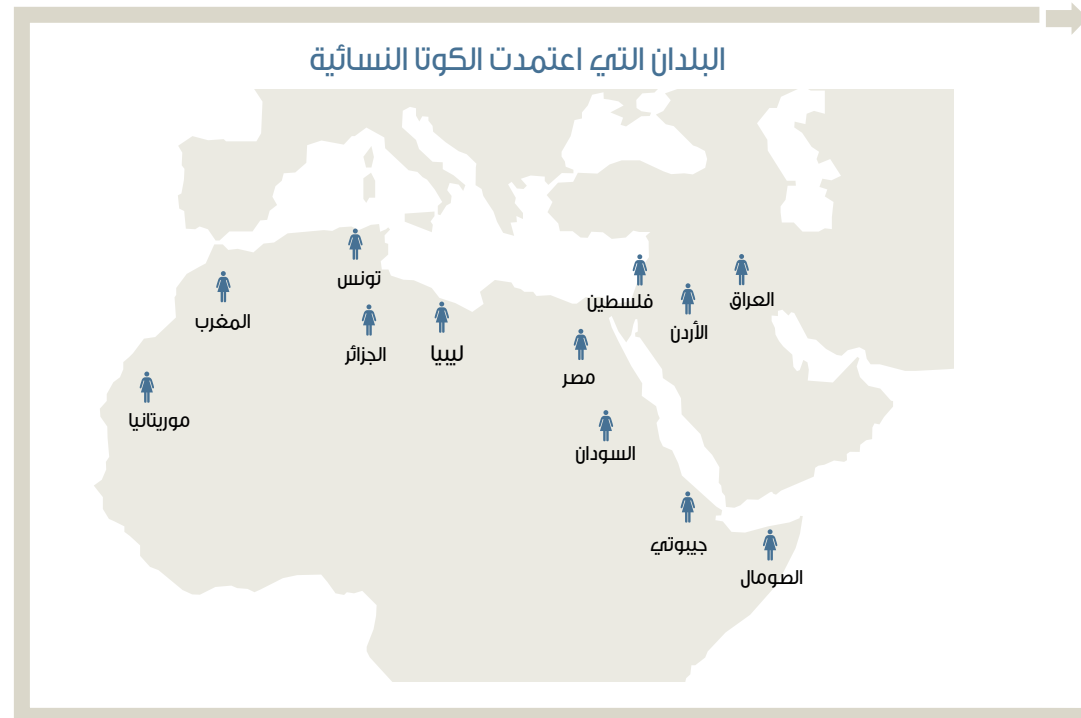 البلدان التي اعتمدت الكوتا النسائية
تونس
العراق
فلسطين
المغرب
الأردن
ليبيا
الجزائر
مصر
موريتانيا
السودان
جيبوتي
الصومال